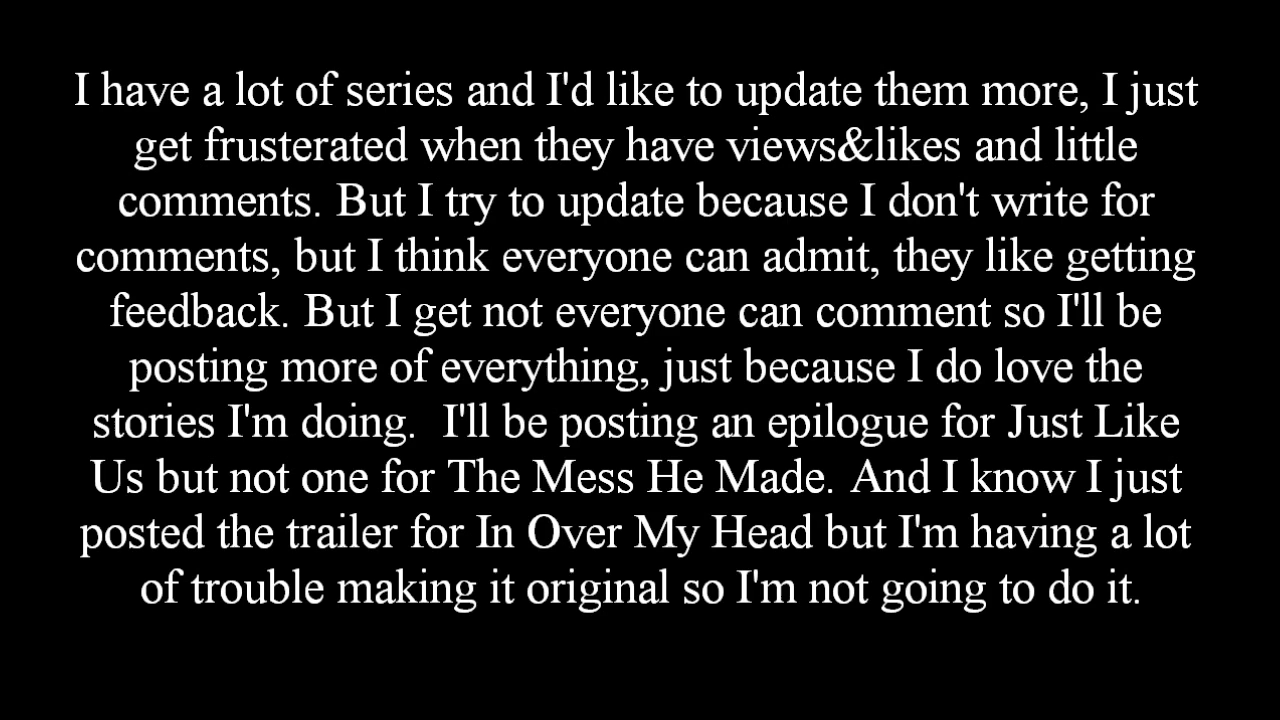 I have a lot of series and I'd like to update them more, I just
get frusterated when they have views&likes and little
comments. But I try to update because I don't write for
comments, but I think everyone can admit, they like getting
feedback. But I get not everyone can comment so I'll be
posting more of everything, just because I do love the
stories I'm doing.  I'll be posting an epilogue for Just Like
Us but not one for The Mess He Made. And I know I just
posted the trailer for In Over My Head but I'm having a lot
of trouble making it original so I'm not going to do it.